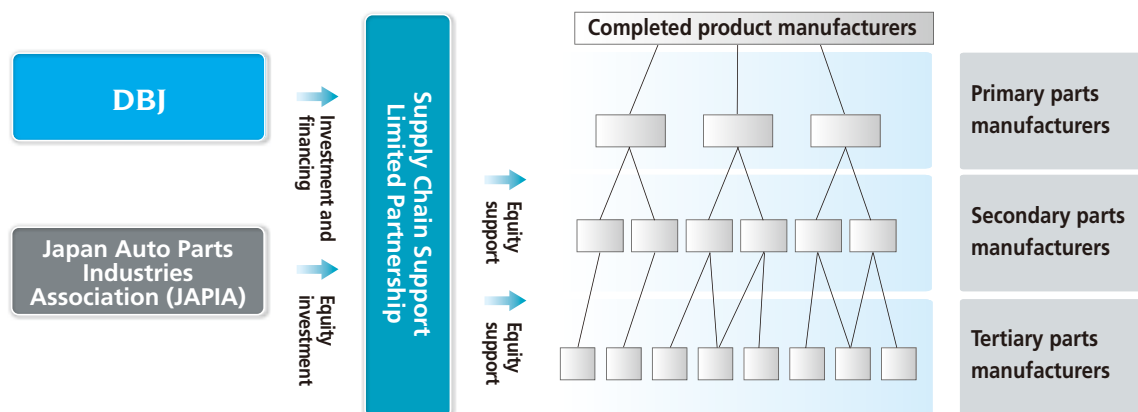 DBJ
Japan Auto Parts
Industries
Association (JAPIA)
Investment and
financing
Equity
investment
Supply Chain Support
Limited Partnership
Equity
support
Equity
support
Completed product manufacturers
Primary parts
manufacturers
Secondary parts
manufacturers
Tertiary parts
manufacturers